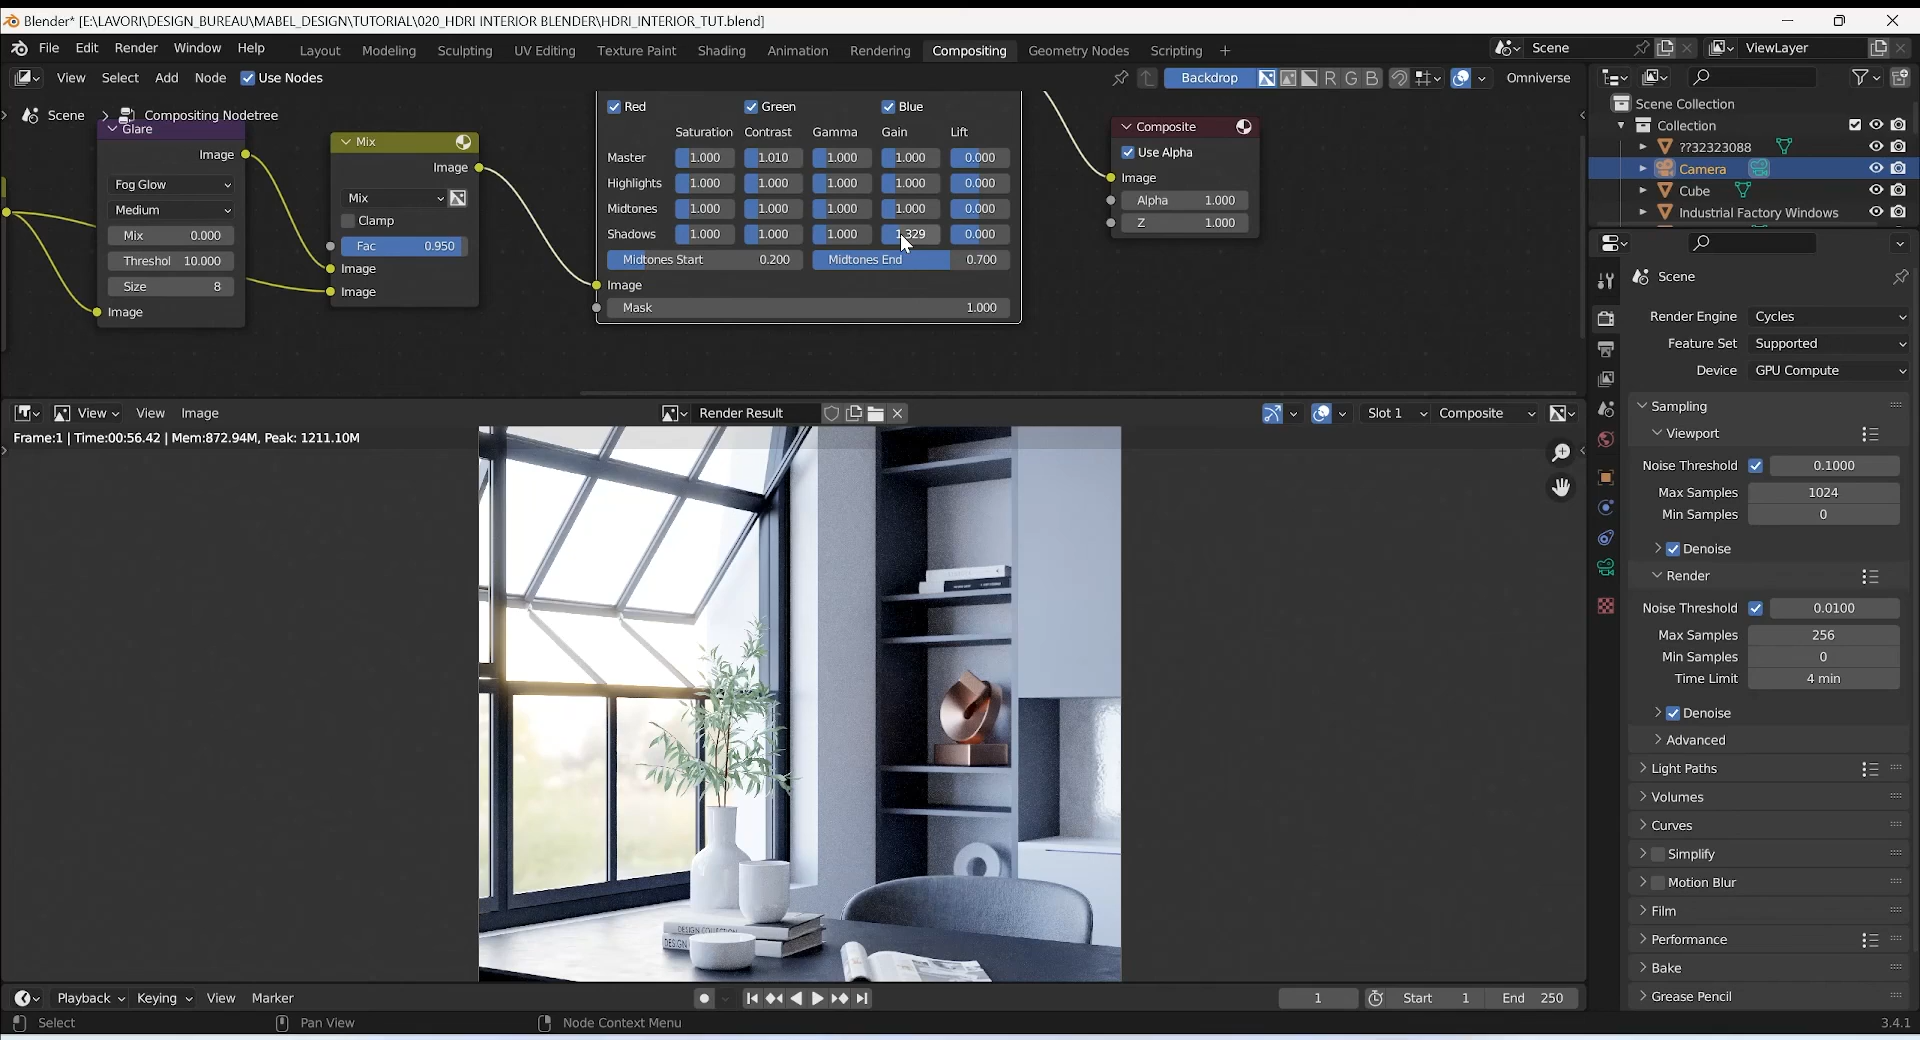 Blender* [E:\LAVORI\DESIGN_BUREAU\MABEL_DESIGN\TUTORIAL\020_HDRI INTERIOR BLENDER\HDRI_INTERIOR_TUT.blend]
File Edit Render Window Help Layout Modeling Sculpting UV Editing Texture Paint Shading Animation Rendering Compositing Geometry Nodes Scripting + Scene ViewLayer
View Select Add Node Use Nodes Backdrop R G B Omniverse
Scene > Compositing Nodetree
Glare
Image
Fog Glow
Medium
Mix 0.000
Threshol 10.000
Size 8
Image
Mix
Image
Mix
Clamp
Fac 0.950
Image
Image
Red Green Blue
Saturation Contrast Gamma Gain Lift
Master 1.000 1.010 1.000 1.000 0.000
Highlights 1.000 1.000 1.000 1.000 0.000
Midtones 1.000 1.000 1.000 1.000 0.000
Shadows 1.000 1.000 1.000 1.329 0.000
Midtones Start 0.200 Midtones End 0.700
Image
Mask 1.000
Composite
Use Alpha
Image
Alpha 1.000
Z 1.000
Scene Collection
Collection
??32323088
Camera
Cube
Industrial Factory Windows
Scene
Render Engine Cycles
Feature Set Supported
Device GPU Compute
Sampling
Viewport
Noise Threshold 0.1000
Max Samples 1024
Min Samples 0
Denoise
Render
Noise Threshold 0.0100
Max Samples 256
Min Samples 0
Time Limit 4 min
Denoise
Advanced
Light Paths
Volumes
Curves
Simplify
Motion Blur
Film
Performance
Bake
Grease Pencil
View View Image Render Result Slot 1 Composite
Frame:1 | Time:00:56.42 | Mem:872.94M, Peak: 1211.10M
DESIGN COLLECTION
DESIGN
Playback Keying View Marker 1 Start 1 End 250
Select Pan View Node Context Menu 3.4.1